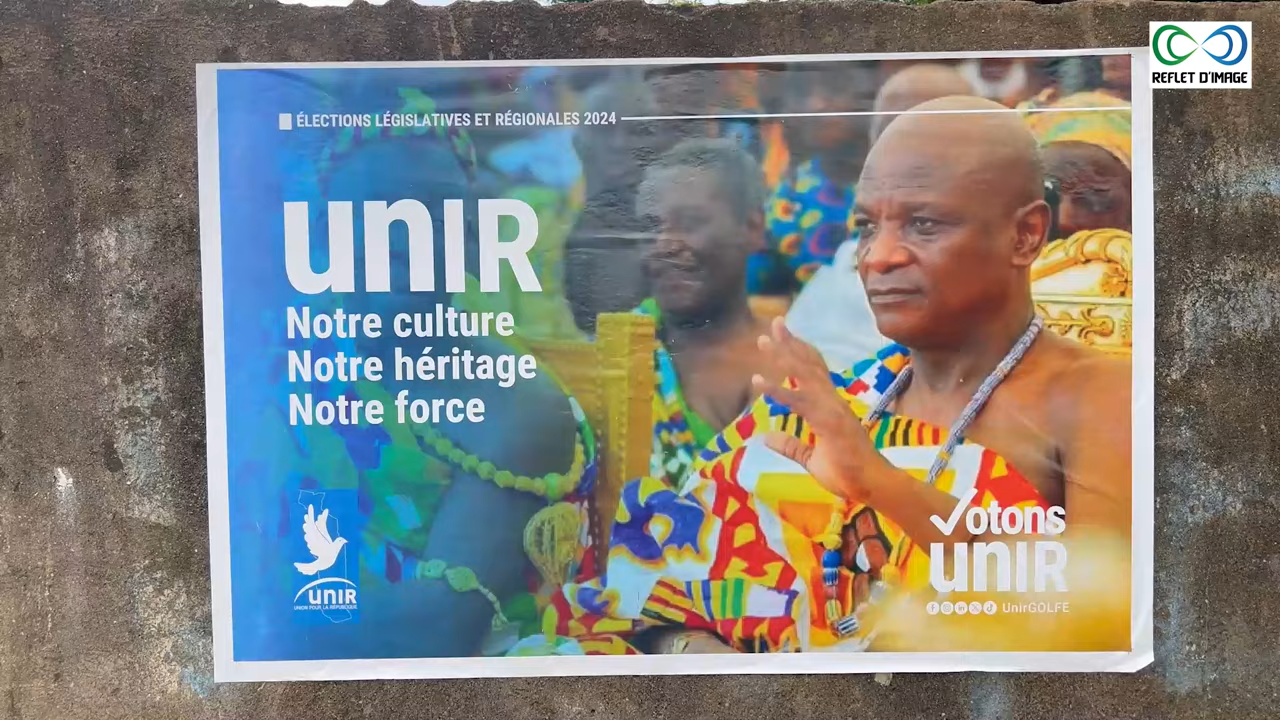 REFLET D'IMAGE
ÉLECTIONS LÉGISLATIVES ET RÉGIONALES 2024
UNIR
Notre culture
Notre héritage
Notre force
UNIR
UNION POUR LA RÉPUBLIQUE
Votons
UNIR
UnirGOLFE